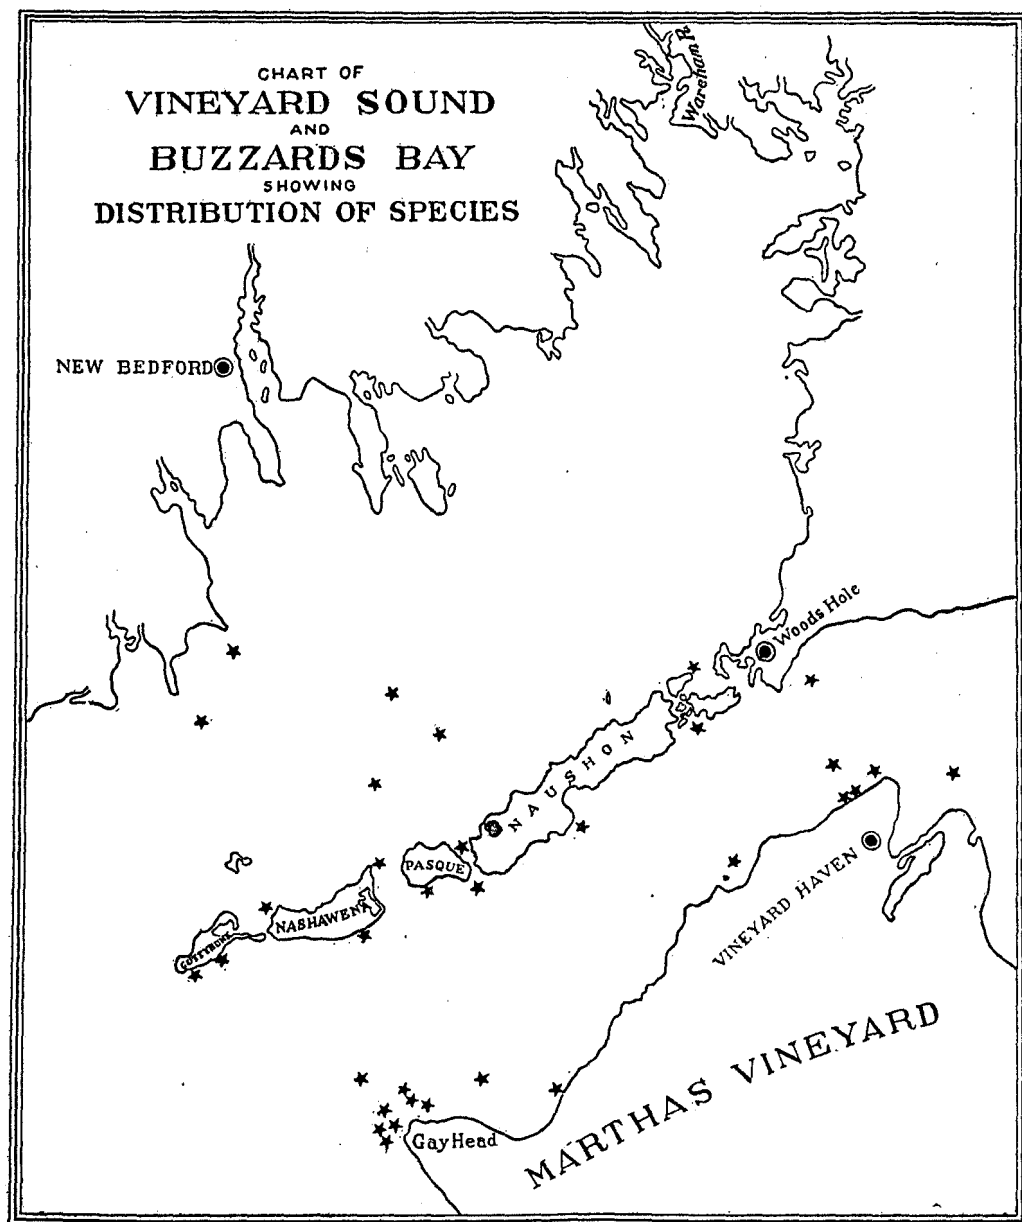 CHART OF
VINEYARD SOUND
AND
BUZZARDS BAY
SHOWING
DISTRIBUTION OF SPECIES
Wareham R.
NEW BEDFORD
Woods Hole
NAUSHON
PASQUE
NASHAWENA
CUTTYHUNK
VINEYARD HAVEN
MARTHAS VINEYARD
Gay Head